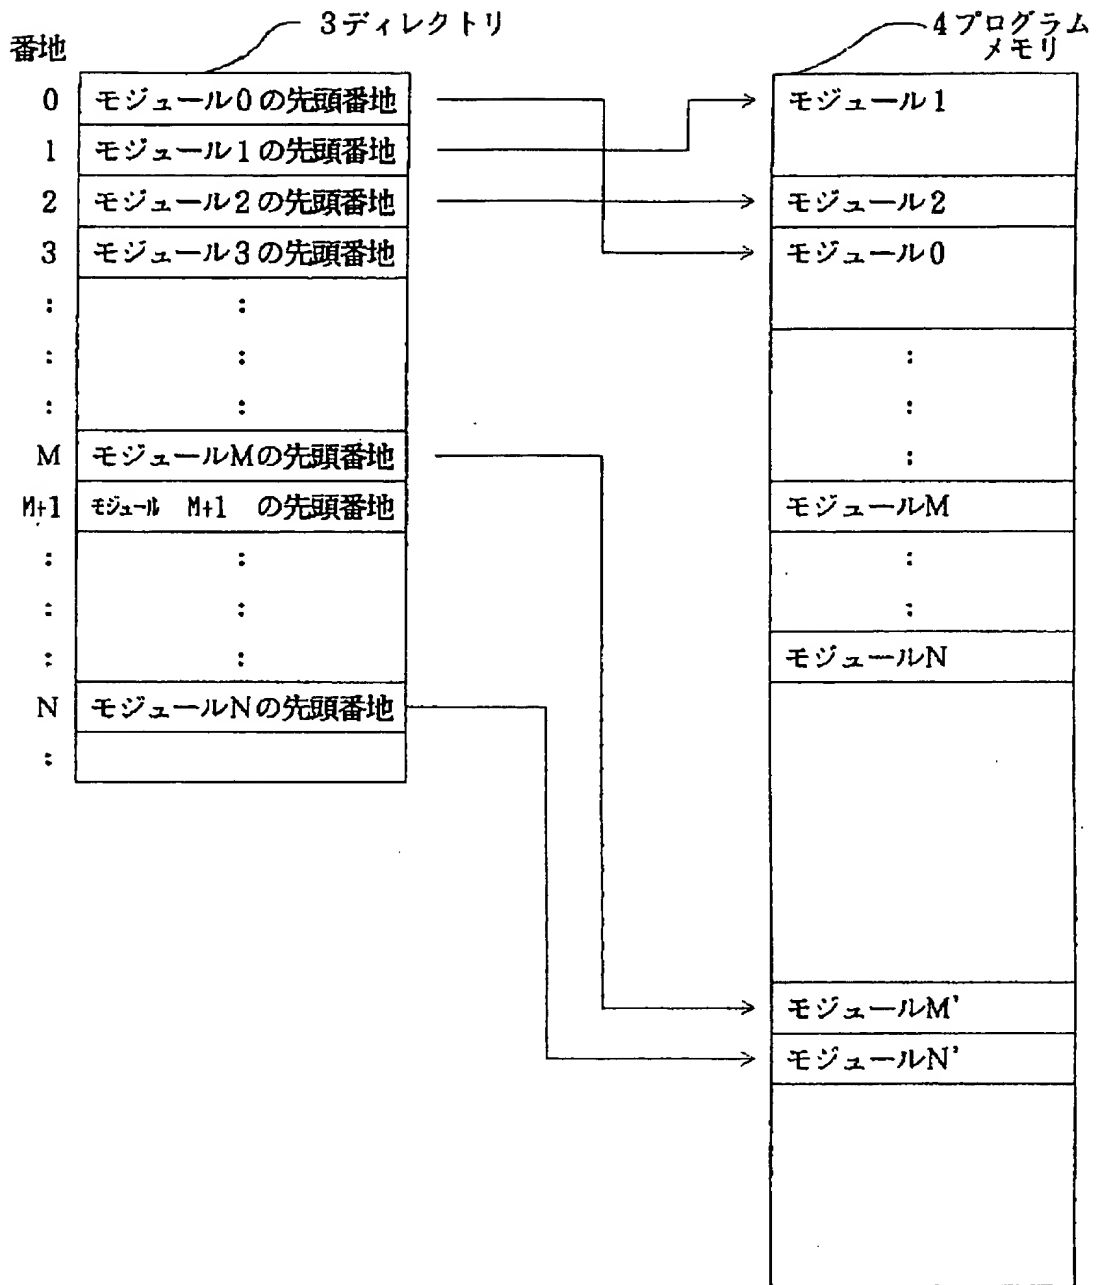 3ディレクトリ
番地
0 モジュール0の先頭番地
1 モジュール1の先頭番地
2 モジュール2の先頭番地
3 モジュール3の先頭番地
: :
: :
: :
M モジュールMの先頭番地
M+1 モジュール M+1 の先頭番地
: :
: :
: :
N モジュールNの先頭番地
:
4プログラム
メモリ
モジュール1
モジュール2
モジュール0
:
:
:
モジュールM
:
:
モジュールN
モジュールM'
モジュールN'